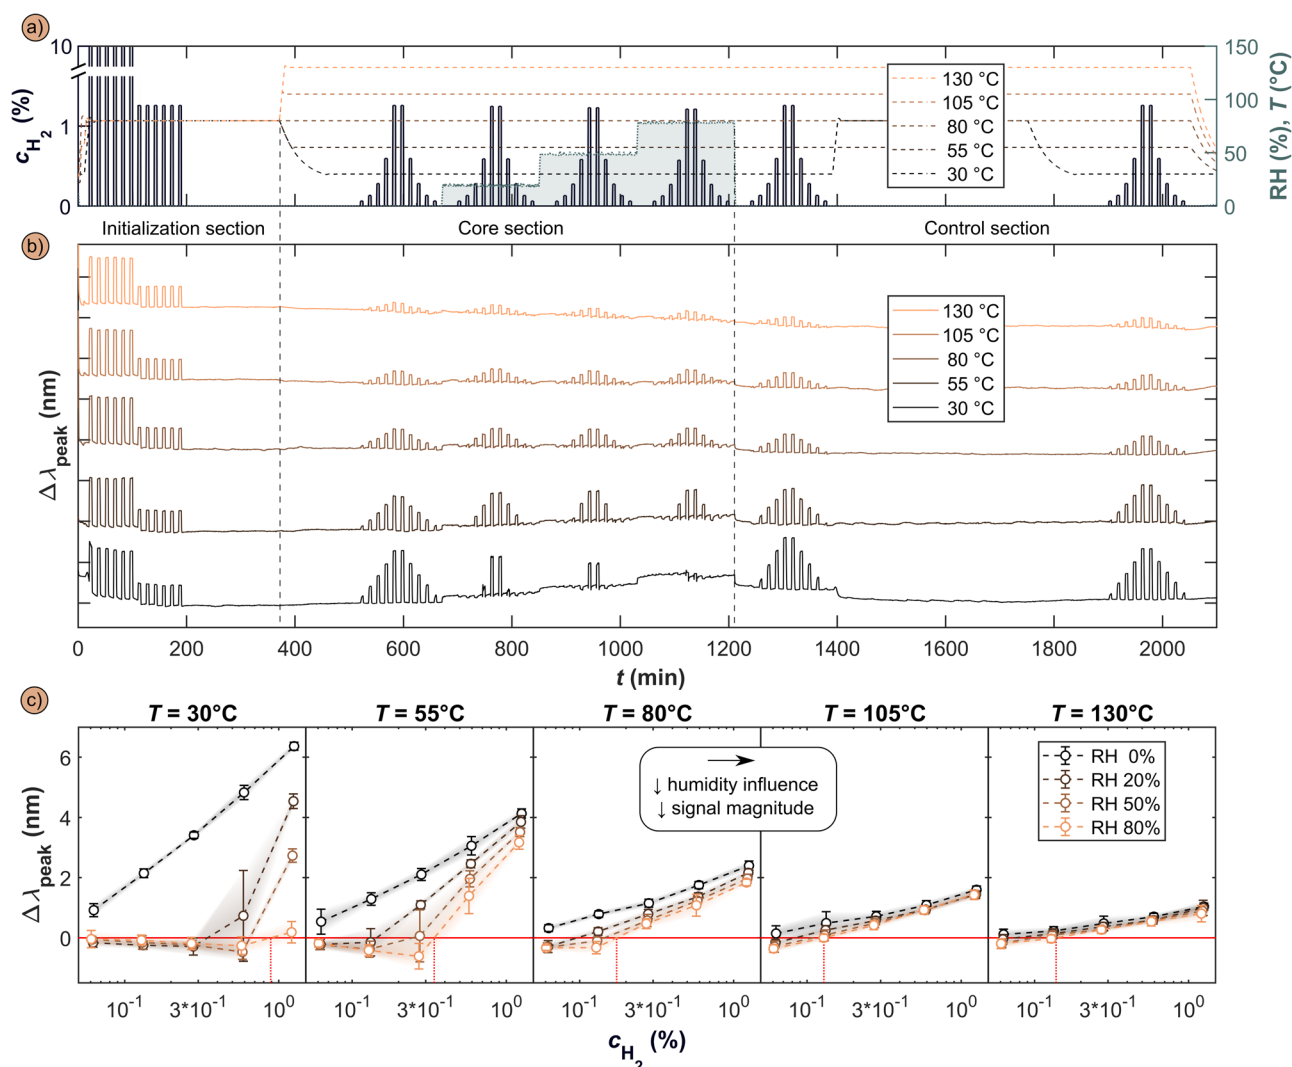 a)
10
1
0
c_H2 (%)
150
100
50
0
RH (%), T (°C)
130 °C
105 °C
80 °C
55 °C
30 °C
Initialization section
Core section
Control section
b)
130 °C
105 °C
80 °C
55 °C
30 °C
Δλpeak (nm)
0 200 400 600 800 1000 1200 1400 1600 1800 2000
t (min)
c)
T = 30°C T = 55°C T = 80°C T = 105°C T = 130°C
6
4
2
0
Δλpeak (nm)
↓ humidity influence
↓ signal magnitude
RH 0%
RH 20%
RH 50%
RH 80%
10^-1 3*10^-1 10^0 10^-1 3*10^-1 10^0 10^-1 3*10^-1 10^0 10^-1 3*10^-1 10^0 10^-1 3*10^-1 10^0
c_H2 (%)